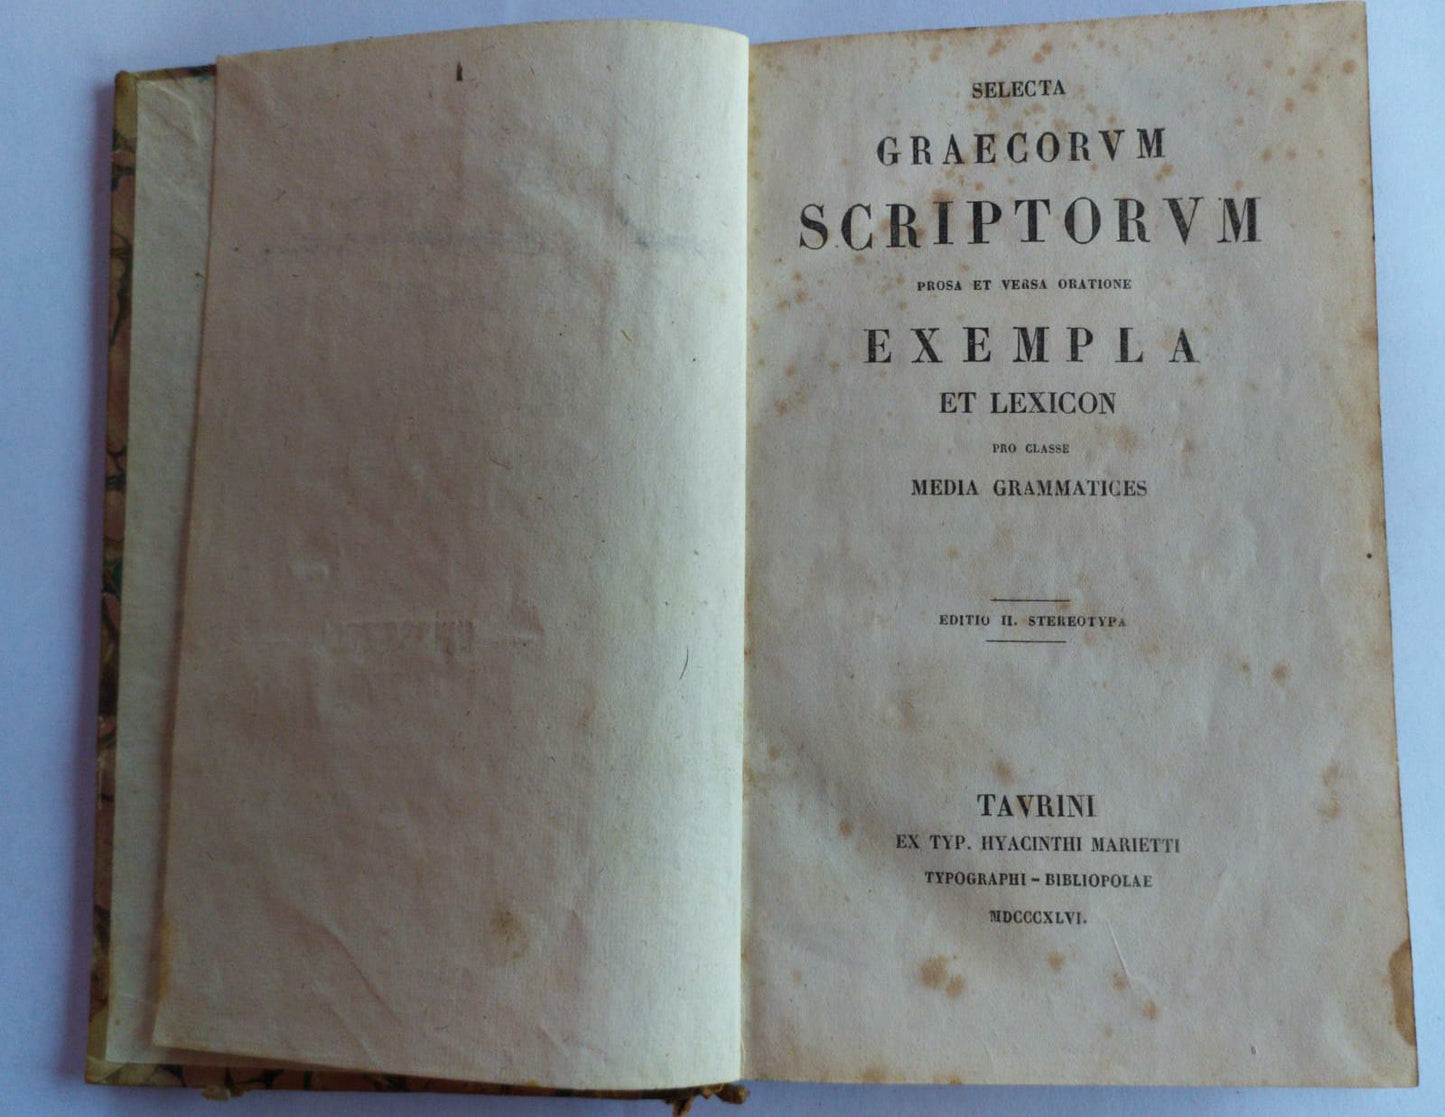 SELECTA
GRAECORVM
SCRIPTORVM
PROSA ET VERSA ORATIONE
EXEMPLA
ET LEXICON
PRO CLASSE
MEDIA GRAMMATICES
EDITIO II. STEREOTYPA
TAVRINI
EX TYP. HYACINTHI MARIETTI
TYPOGRAPHI - BIBLIOPOLAE
MDCCCXLVI.